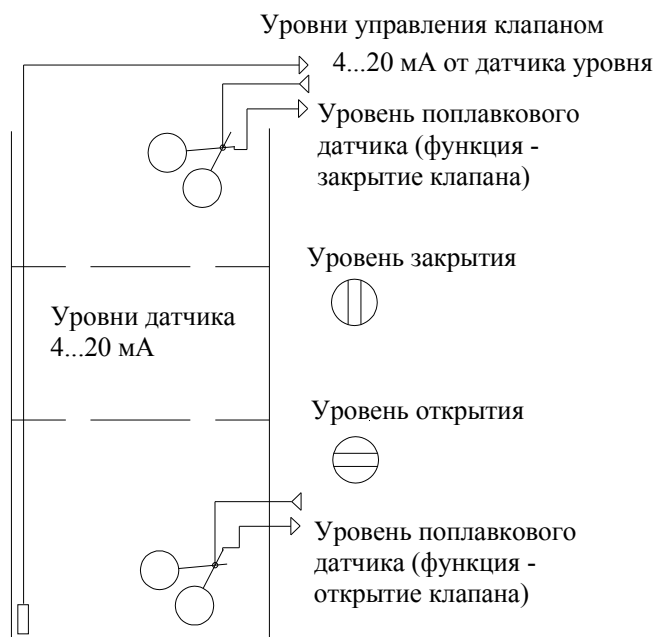 Уровни управления клапаном
4...20 мА от датчика уровня
Уровень поплавкового
датчика (функция -
закрытие клапана)
Уровень закрытия
Уровни датчика
4...20 мА
Уровень открытия
Уровень поплавкового
датчика (функция -
открытие клапана)